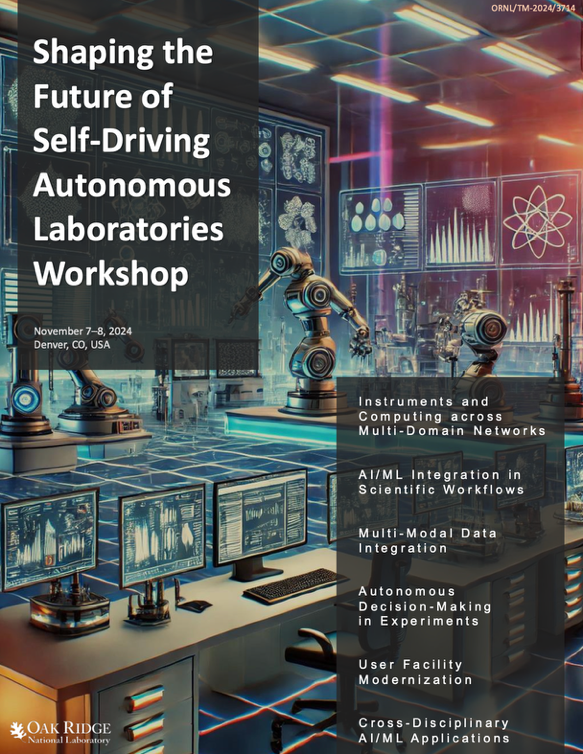 ORNL/TM-2024/3714
Shaping the
Future of
Self-Driving
Autonomous
Laboratories
Workshop
November 7–8, 2024
Denver, CO, USA
Instruments and
Computing across
Multi-Domain Networks
AI/ML Integration in
Scientific Workflows
Multi-Modal Data
Integration
Autonomous
Decision-Making
in Experiments
User Facility
Modernization
Cross-Disciplinary
AI/ML Applications
OAK RIDGE
National Laboratory